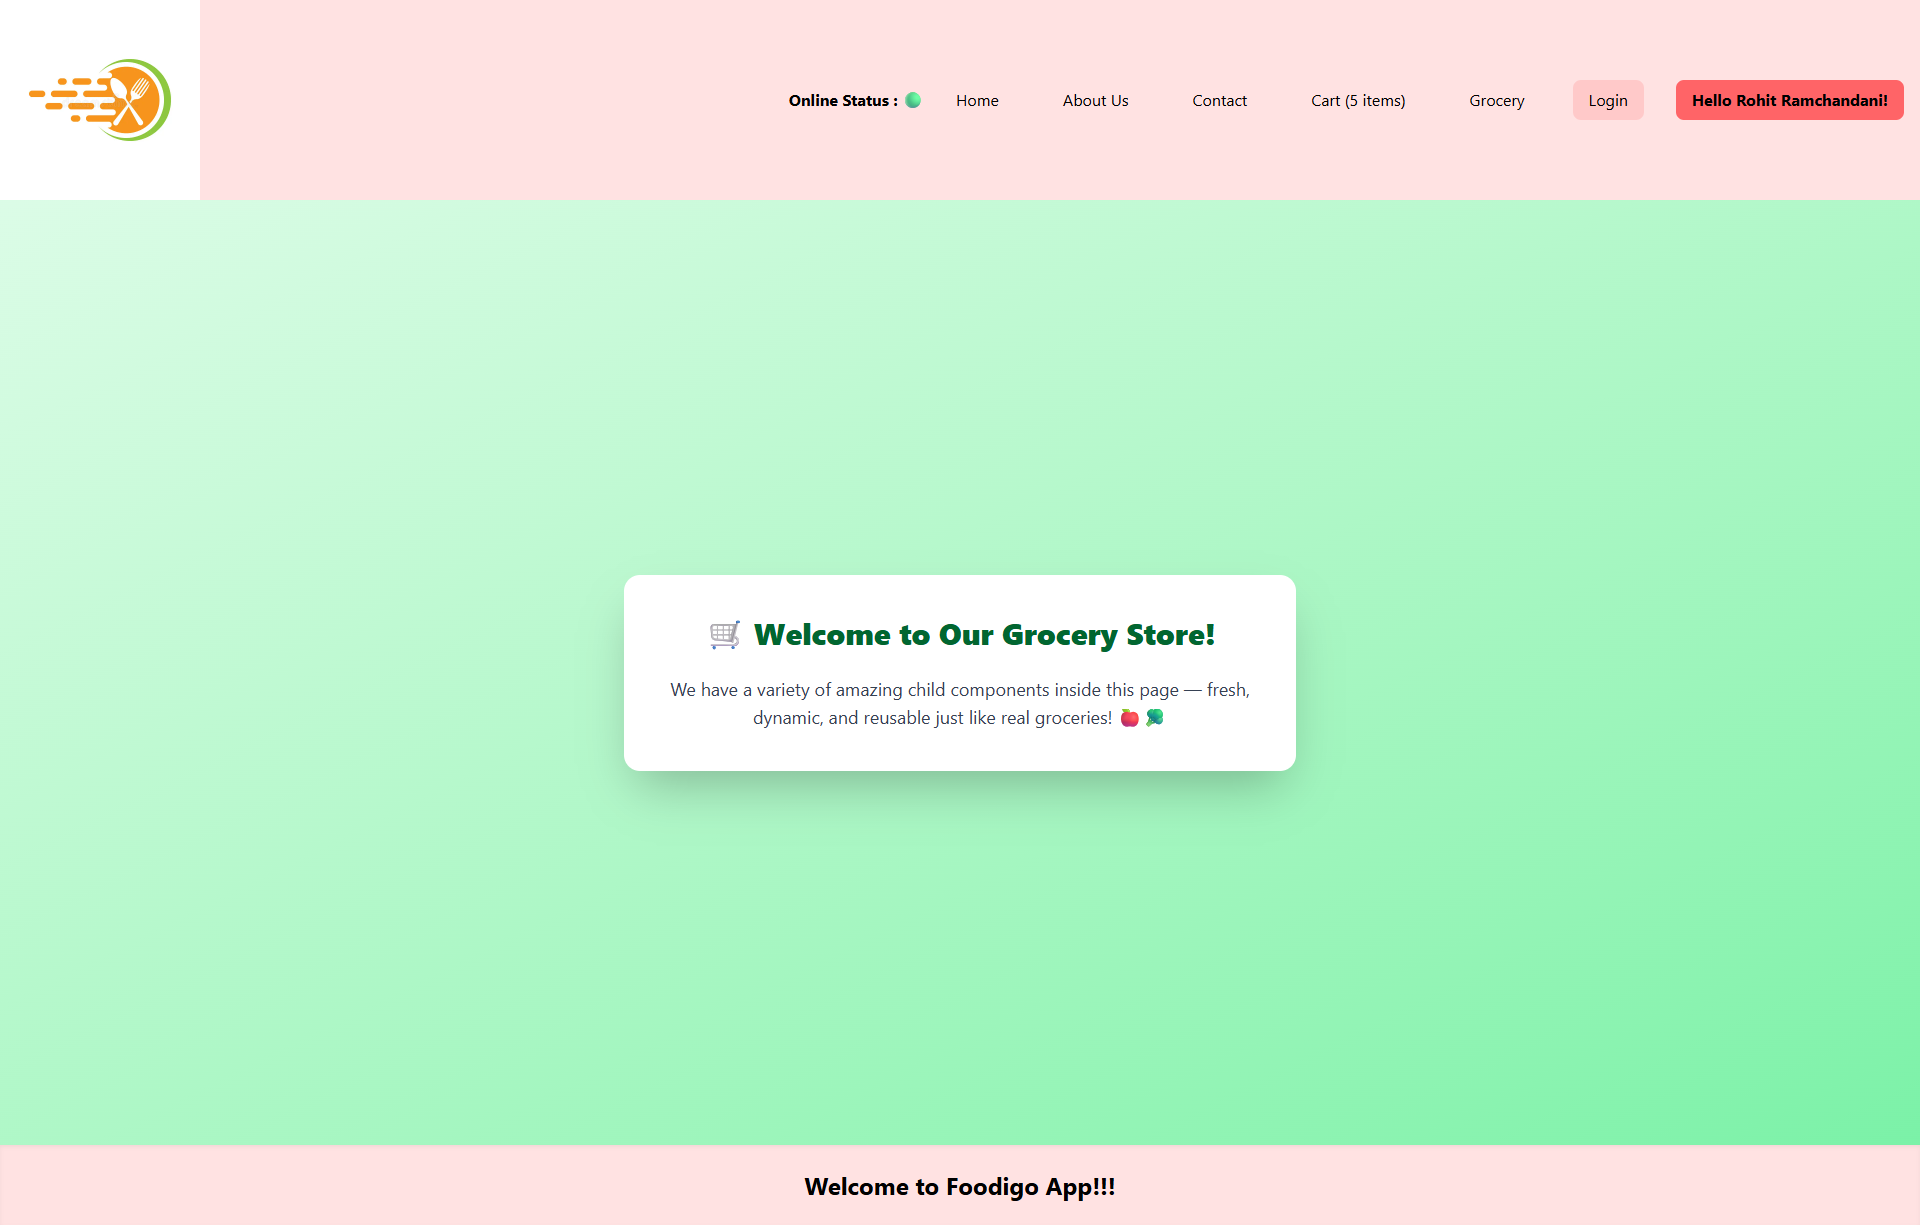 Online Status : Home About Us Contact Cart (5 items) Grocery Login Hello Rohit Ramchandani!
🛒 Welcome to Our Grocery Store!
We have a variety of amazing child components inside this page — fresh,
dynamic, and reusable just like real groceries! 🍎🥦
Welcome to Foodigo App!!!